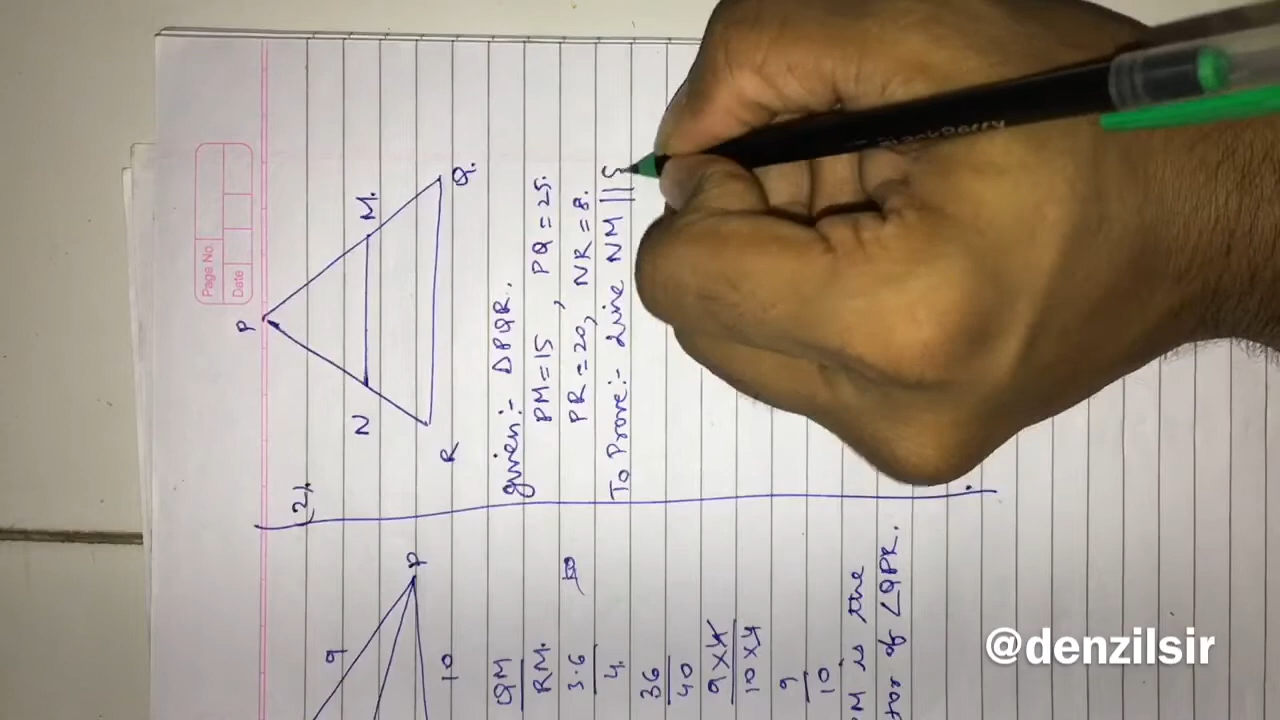 Page No.
Date
(2).
P
N
M.
R
Q.
given:- ΔPQR.
PM=15 , PQ=25.
PR=20, NR=8.
To Prove:- Line NM ||
P
9
10
QM
RM.
3.6
4.
36
40
9×4
10×4
9
10
PM is the
of ∠QPR.
@denzilsir